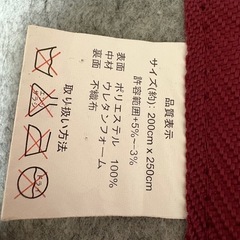 品質表示
サイズ(約): 200cm x 250cm
許容範囲+5%~-3%
表面 ポリエステル 100%
中材 ウレタンフォーム
裏面 不織布
取り扱い方法